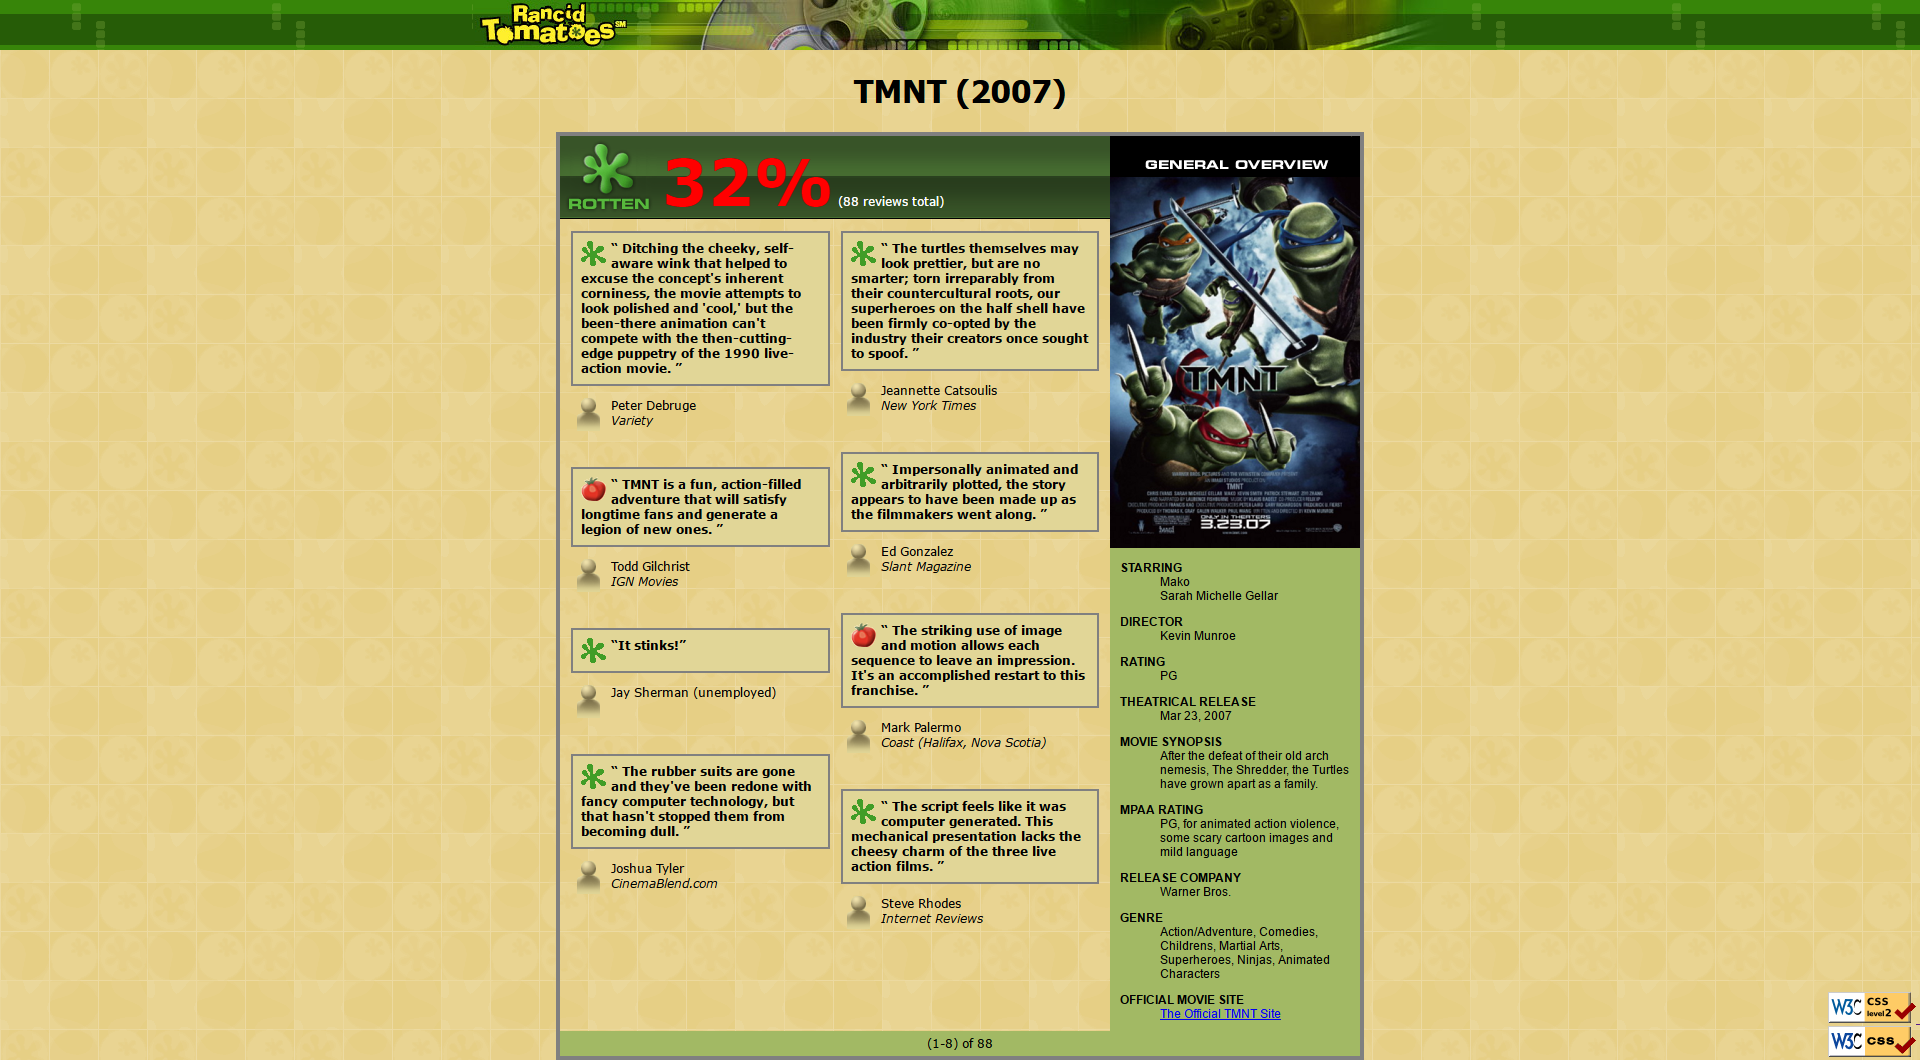 Rancid
TomatoesSM
TMNT (2007)
ROTTEN
32%
(88 reviews total)
“ Ditching the cheeky, self-
aware wink that helped to
excuse the concept's inherent
corniness, the movie attempts to
look polished and 'cool,' but the
been-there animation can't
compete with the then-cutting-
edge puppetry of the 1990 live-
action movie. ”
Peter Debruge
Variety
“ TMNT is a fun, action-filled
adventure that will satisfy
longtime fans and generate a
legion of new ones. ”
Todd Gilchrist
IGN Movies
“It stinks!”
Jay Sherman (unemployed)
“ The rubber suits are gone
and they've been redone with
fancy computer technology, but
that hasn't stopped them from
becoming dull. ”
Joshua Tyler
CinemaBlend.com
“ The turtles themselves may
look prettier, but are no
smarter; torn irreparably from
their countercultural roots, our
superheroes on the half shell have
been firmly co-opted by the
industry their creators once sought
to spoof. ”
Jeannette Catsoulis
New York Times
“ Impersonally animated and
arbitrarily plotted, the story
appears to have been made up as
the filmmakers went along. ”
Ed Gonzalez
Slant Magazine
“ The striking use of image
and motion allows each
sequence to leave an impression.
It's an accomplished restart to this
franchise. ”
Mark Palermo
Coast (Halifax, Nova Scotia)
“ The script feels like it was
computer generated. This
mechanical presentation lacks the
cheesy charm of the three live
action films. ”
Steve Rhodes
Internet Reviews
GENERAL OVERVIEW
TMNT
TMNT
ONLY IN THEATERS
3.23.07
STARRING
Mako
Sarah Michelle Gellar
DIRECTOR
Kevin Munroe
RATING
PG
THEATRICAL RELEASE
Mar 23, 2007
MOVIE SYNOPSIS
After the defeat of their old arch
nemesis, The Shredder, the Turtles
have grown apart as a family.
MPAA RATING
PG, for animated action violence,
some scary cartoon images and
mild language
RELEASE COMPANY
Warner Bros.
GENRE
Action/Adventure, Comedies,
Childrens, Martial Arts,
Superheroes, Ninjas, Animated
Characters
OFFICIAL MOVIE SITE
The Official TMNT Site
(1-8) of 88
W3C CSS level2
W3C css